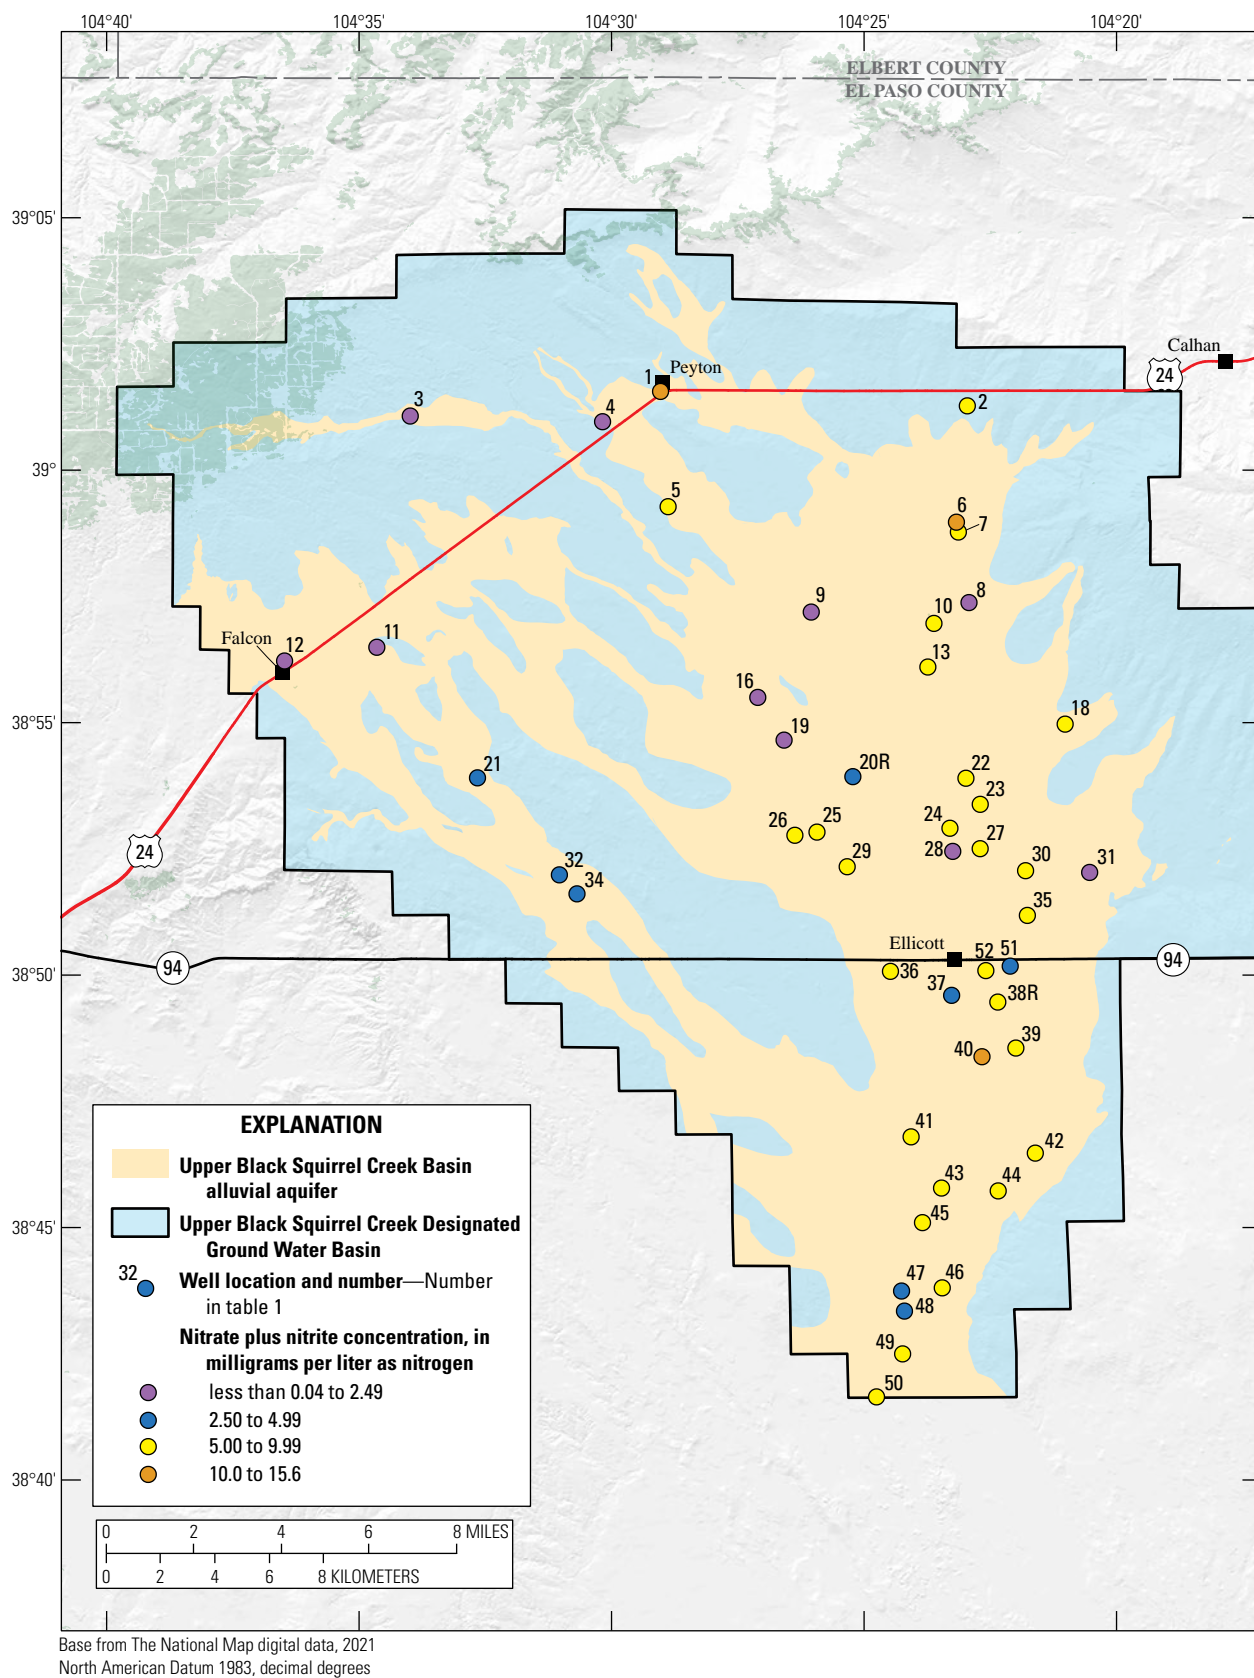 104°40'
104°35'
104°30'
104°25'
104°20'
ELBERT COUNTY
EL PASO COUNTY
39°05'
Calhan
24
Peyton
1
3
4
2
39°
5
6
7
9
8
10
Falcon
12
11
13
16
18
38°55'
19
21
20R
22
23
26
25
24
27
24
28
29
30
31
32
34
35
Ellicott
52
51
94
94
38°50'
36
37
38R
39
40
41
42
43
44
45
38°45'
47
46
48
49
50
38°40'
EXPLANATION
Upper Black Squirrel Creek Basin
alluvial aquifer
Upper Black Squirrel Creek Designated
Ground Water Basin
32
Well location and number—Number
in table 1
Nitrate plus nitrite concentration, in
milligrams per liter as nitrogen
less than 0.04 to 2.49
2.50 to 4.99
5.00 to 9.99
10.0 to 15.6
0 2 4 6 8 MILES
0 2 4 6 8 KILOMETERS
Base from The National Map digital data, 2021
North American Datum 1983, decimal degrees